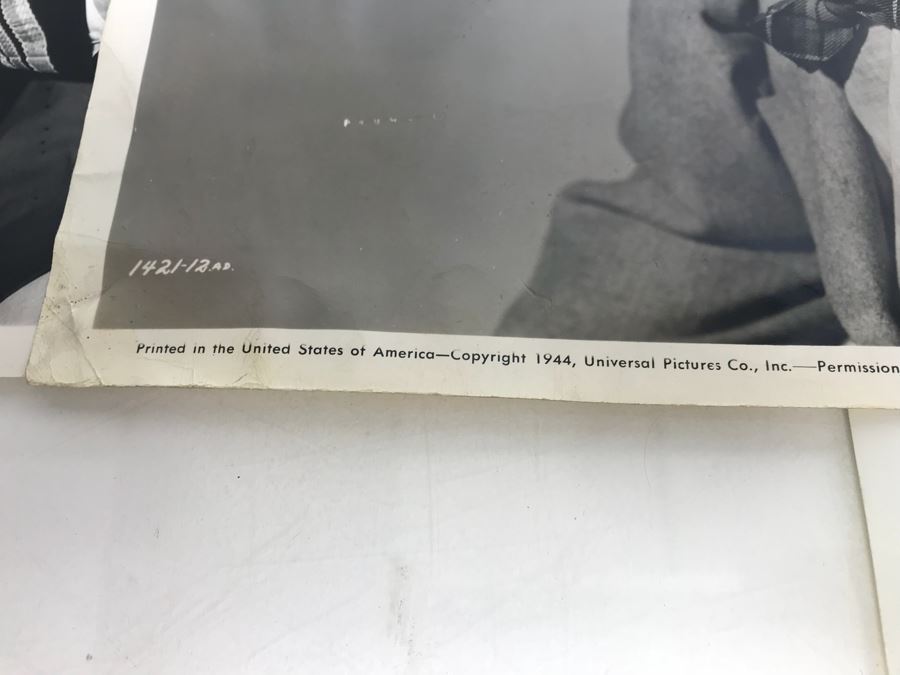 1421-12 AD.
Printed in the United States of America—Copyright 1944, Universal Pictures Co., Inc.—Permission